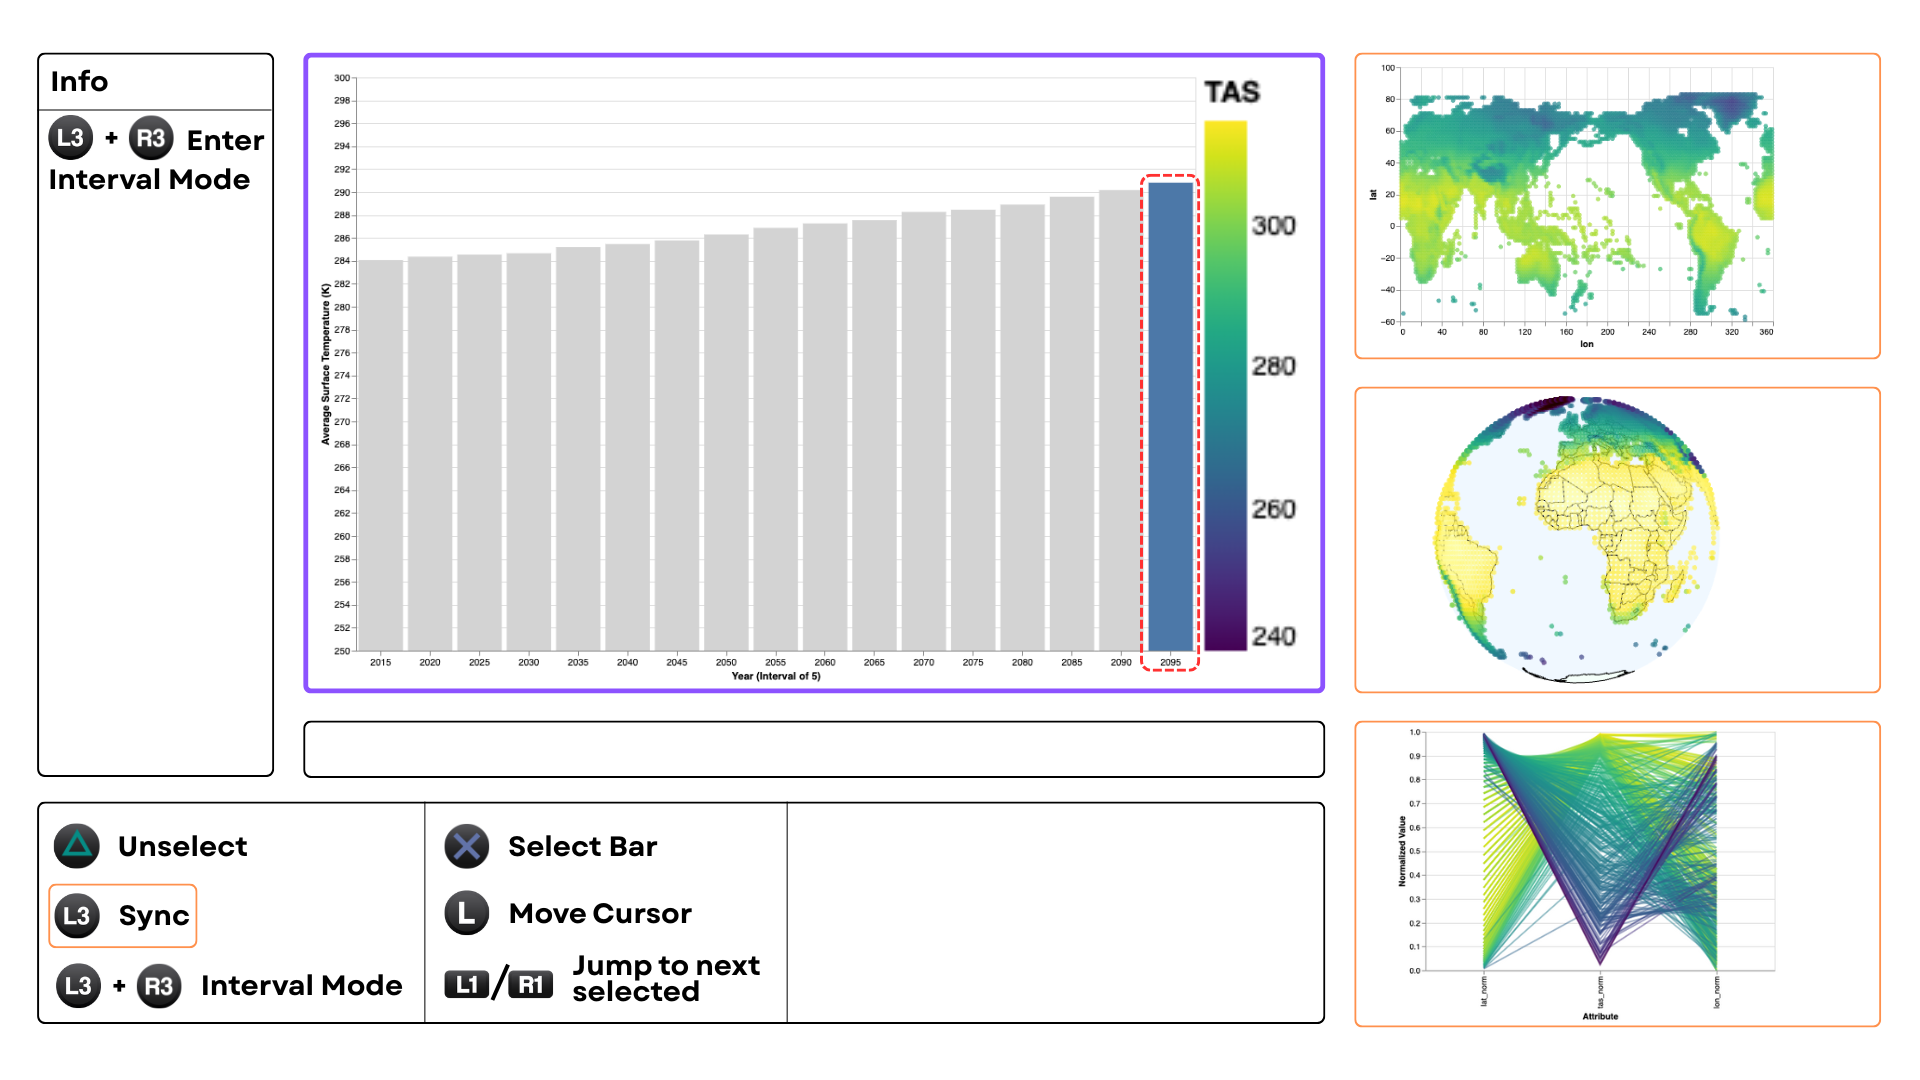 Info
L3 + R3 Enter
Interval Mode
300
298
296
294
292
290
288
286
284
282
280
278
276
274
272
270
268
266
264
262
260
258
256
254
252
250
Average Surface Temperature (K)
2015 2020 2025 2030 2035 2040 2045 2050 2055 2060 2065 2070 2075 2080 2085 2090 2095
Year (Interval of 5)
TAS
300
280
260
240
100
80
60
40
20
0
−20
−40
−60
lat
0 40 80 120 160 200 240 280 320 360
lon
1.0
0.9
0.8
0.7
0.6
0.5
0.4
0.3
0.2
0.1
0.0
Normalized Value
lat_norm
tas_norm
lon_norm
Attribute
Unselect
L3 Sync
L3 + R3 Interval Mode
Select Bar
L Move Cursor
L1/R1 Jump to next
selected